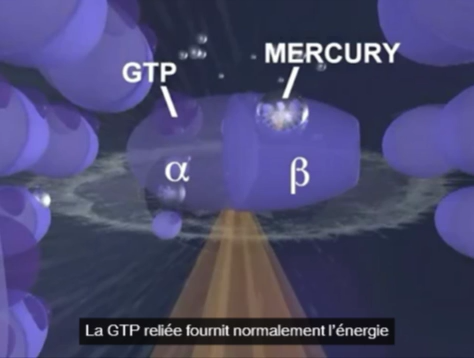 MERCURY
GTP
α
β
La GTP reliée fournit normalement l'énergie